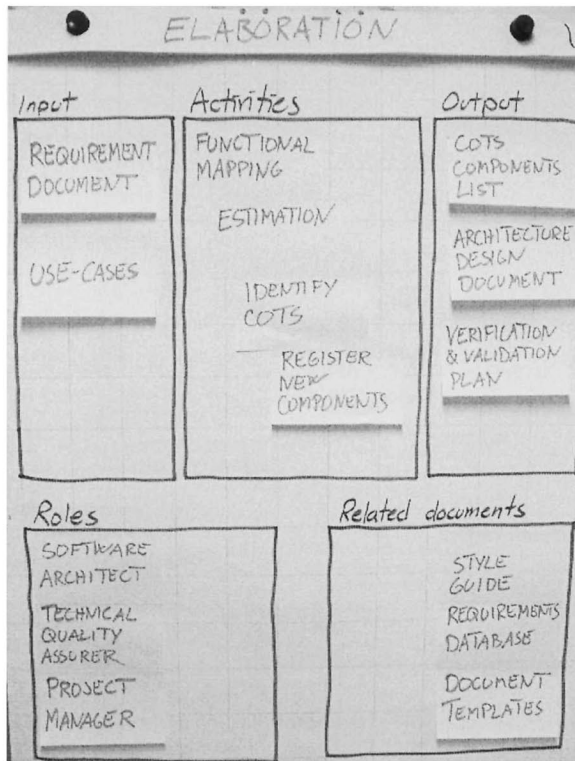 ELABORATION
Input
REQUIREMENT
DOCUMENT
USE-CASES
Activities
FUNCTIONAL
MAPPING
ESTIMATION
IDENTIFY
COTS
REGISTER
NEW
COMPONENTS
Output
COTS
COMPONENTS
LIST
ARCHITECTURE
DESIGN
DOCUMENT
VERIFICATION
& VALIDATION
PLAN
Roles
SOFTWARE
ARCHITECT
TECHNICAL
QUALITY
ASSURER
PROJECT
MANAGER
Related documents
STYLE
GUIDE
REQUIREMENTS
DATABASE
DOCUMENT
TEMPLATES